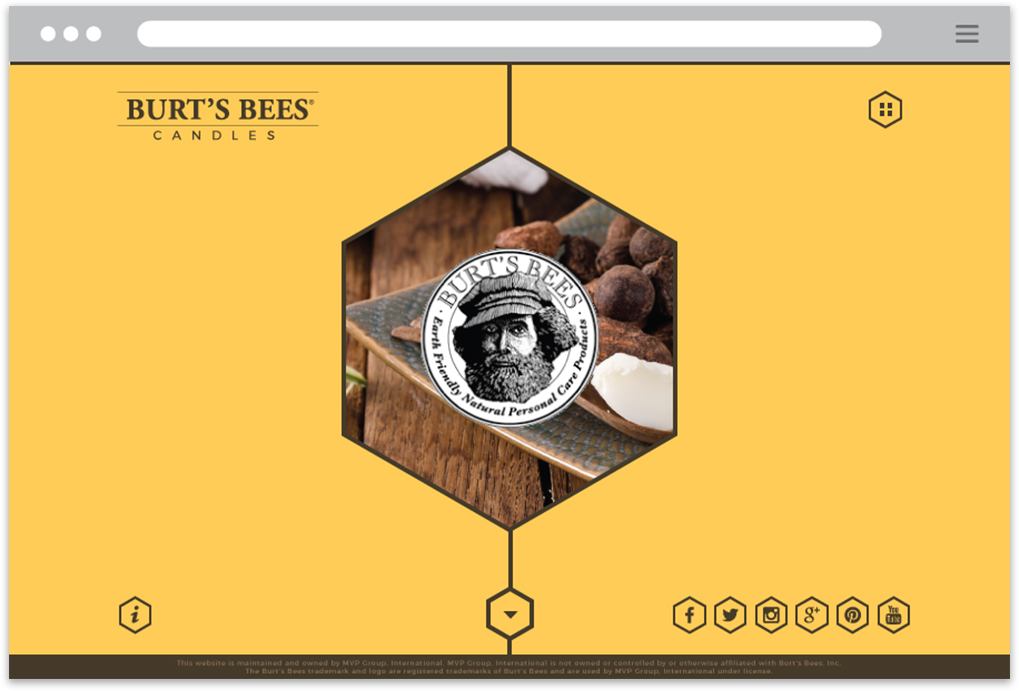 BURT'S BEES®
CANDLES
BURT'S BEES
· Earth Friendly Natural Personal Care Products ·
i
f
g+
You
Tube
This website is maintained and owned by MVP Group, International. MVP Group, International is not owned or controlled by or otherwise affiliated with Burt's Bees, Inc.
The Burt's Bees trademark and logo are registered trademarks of Burt's Bees and are used by MVP Group, International under license.